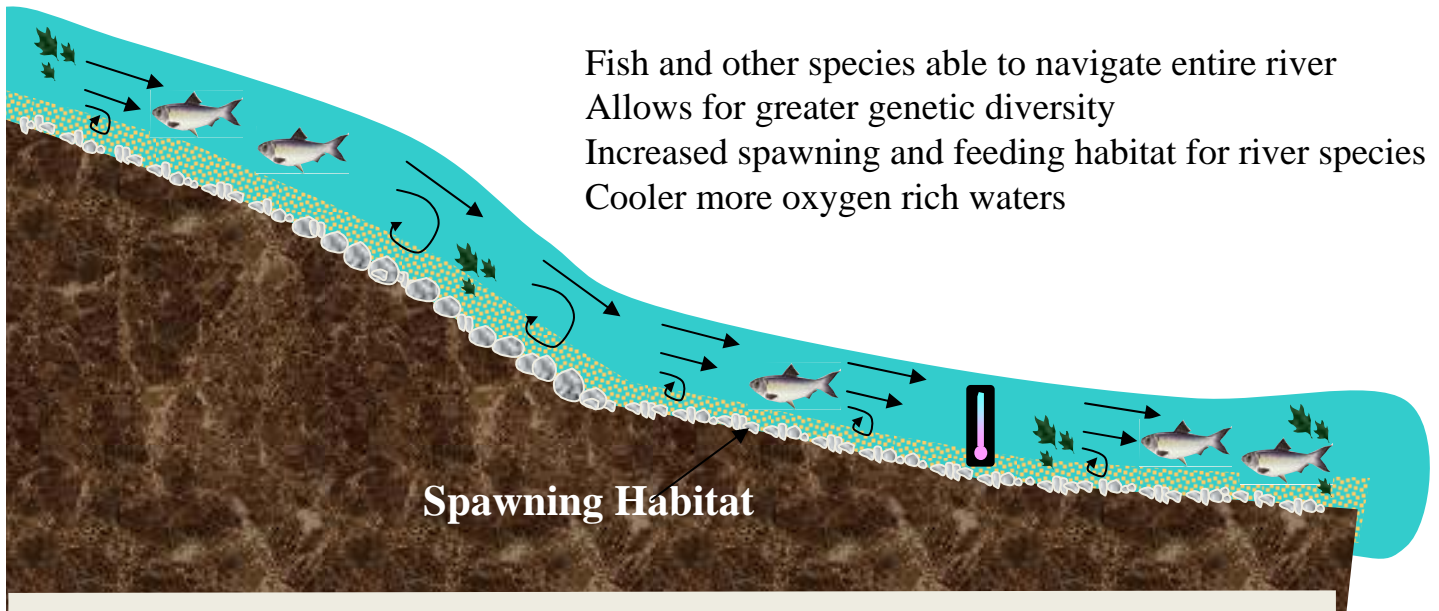 Fish and other species able to navigate entire river
Allows for greater genetic diversity
Increased spawning and feeding habitat for river species
Cooler more oxygen rich waters
Spawning Habitat